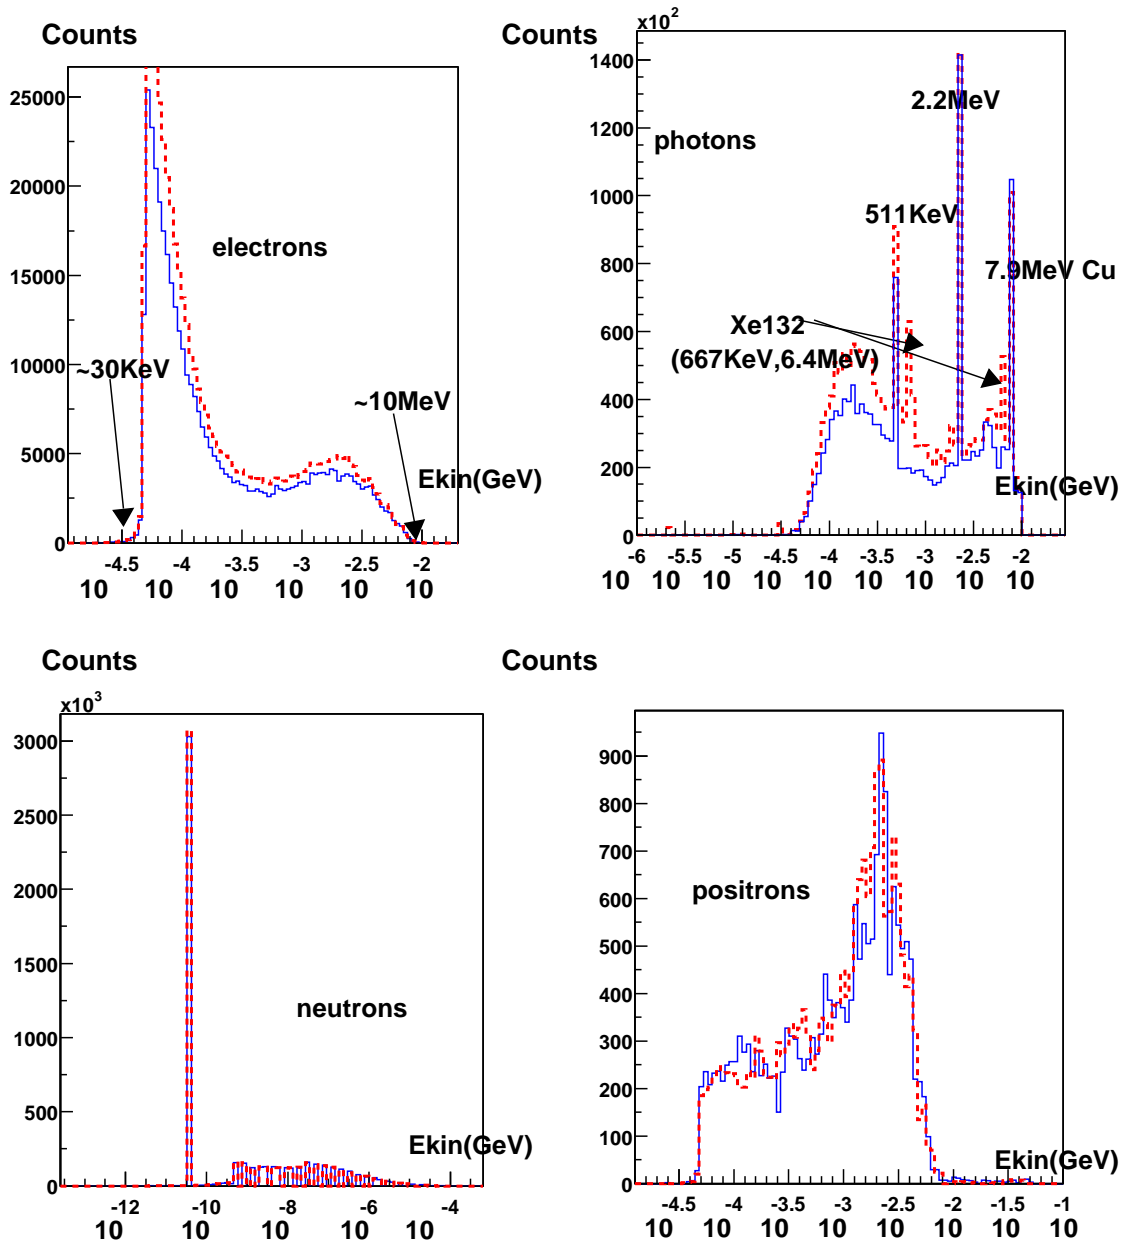 Counts
25000
20000
15000
10000
5000
0
electrons
~30KeV
~10MeV
Ekin(GeV)
10^-4.5 10^-4 10^-3.5 10^-3 10^-2.5 10^-2
Counts
x10^2
1400
1200
1000
800
600
400
200
0
photons
2.2MeV
511KeV
7.9MeV Cu
Xe132
(667KeV,6.4MeV)
Ekin(GeV)
10^-6 10^-5.5 10^-5 10^-4.5 10^-4 10^-3.5 10^-3 10^-2.5 10^-2
Counts
x10^3
3000
2500
2000
1500
1000
500
0
neutrons
Ekin(GeV)
10^-12 10^-10 10^-8 10^-6 10^-4
Counts
900
800
700
600
500
400
300
200
100
0
positrons
Ekin(GeV)
10^-4.5 10^-4 10^-3.5 10^-3 10^-2.5 10^-2 10^-1.5 10^-1